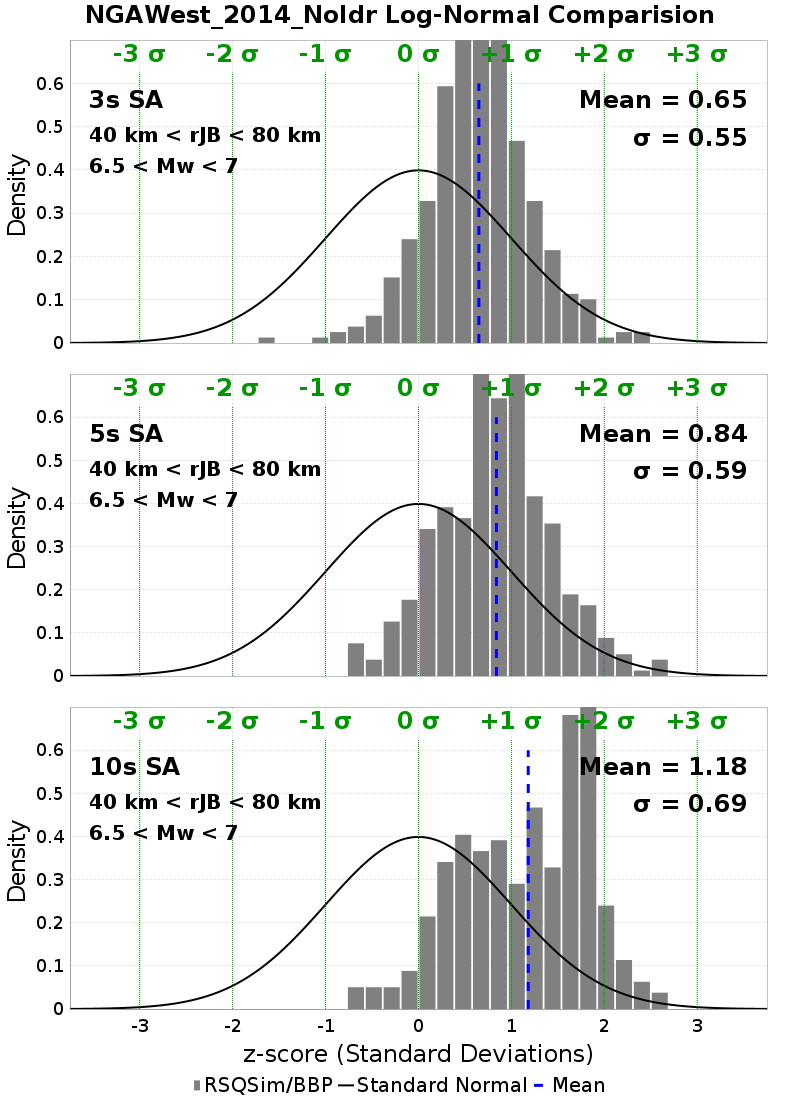 NGAWest_2014_NoIdr Log-Normal Comparision
-3 σ -2 σ -1 σ 0 σ +1 σ +2 σ +3 σ
0.6
3s SA Mean = 0.65
0.5
40 km < rJB < 80 km σ = 0.55
6.5 < Mw < 7
0.4
0.3
0.2
0.1
0
Density
-3 σ -2 σ -1 σ 0 σ +1 σ +2 σ +3 σ
0.6
5s SA Mean = 0.84
0.5
40 km < rJB < 80 km σ = 0.59
6.5 < Mw < 7
0.4
0.3
0.2
0.1
0
Density
-3 σ -2 σ -1 σ 0 σ +1 σ +2 σ +3 σ
0.6
10s SA Mean = 1.18
0.5
40 km < rJB < 80 km σ = 0.69
6.5 < Mw < 7
0.4
0.3
0.2
0.1
0
Density
-3 -2 -1 0 1 2 3
z-score (Standard Deviations)
RSQSim/BBP Standard Normal Mean